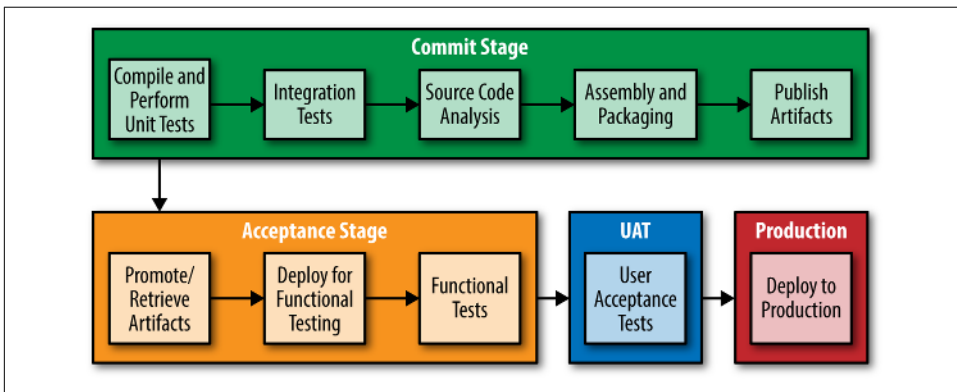 Commit Stage
Compile and
Perform
Unit Tests
Integration
Tests
Source Code
Analysis
Assembly and
Packaging
Publish
Artifacts
Acceptance Stage
Promote/
Retrieve
Artifacts
Deploy for
Functional
Testing
Functional
Tests
UAT
User
Acceptance
Tests
Production
Deploy to
Production